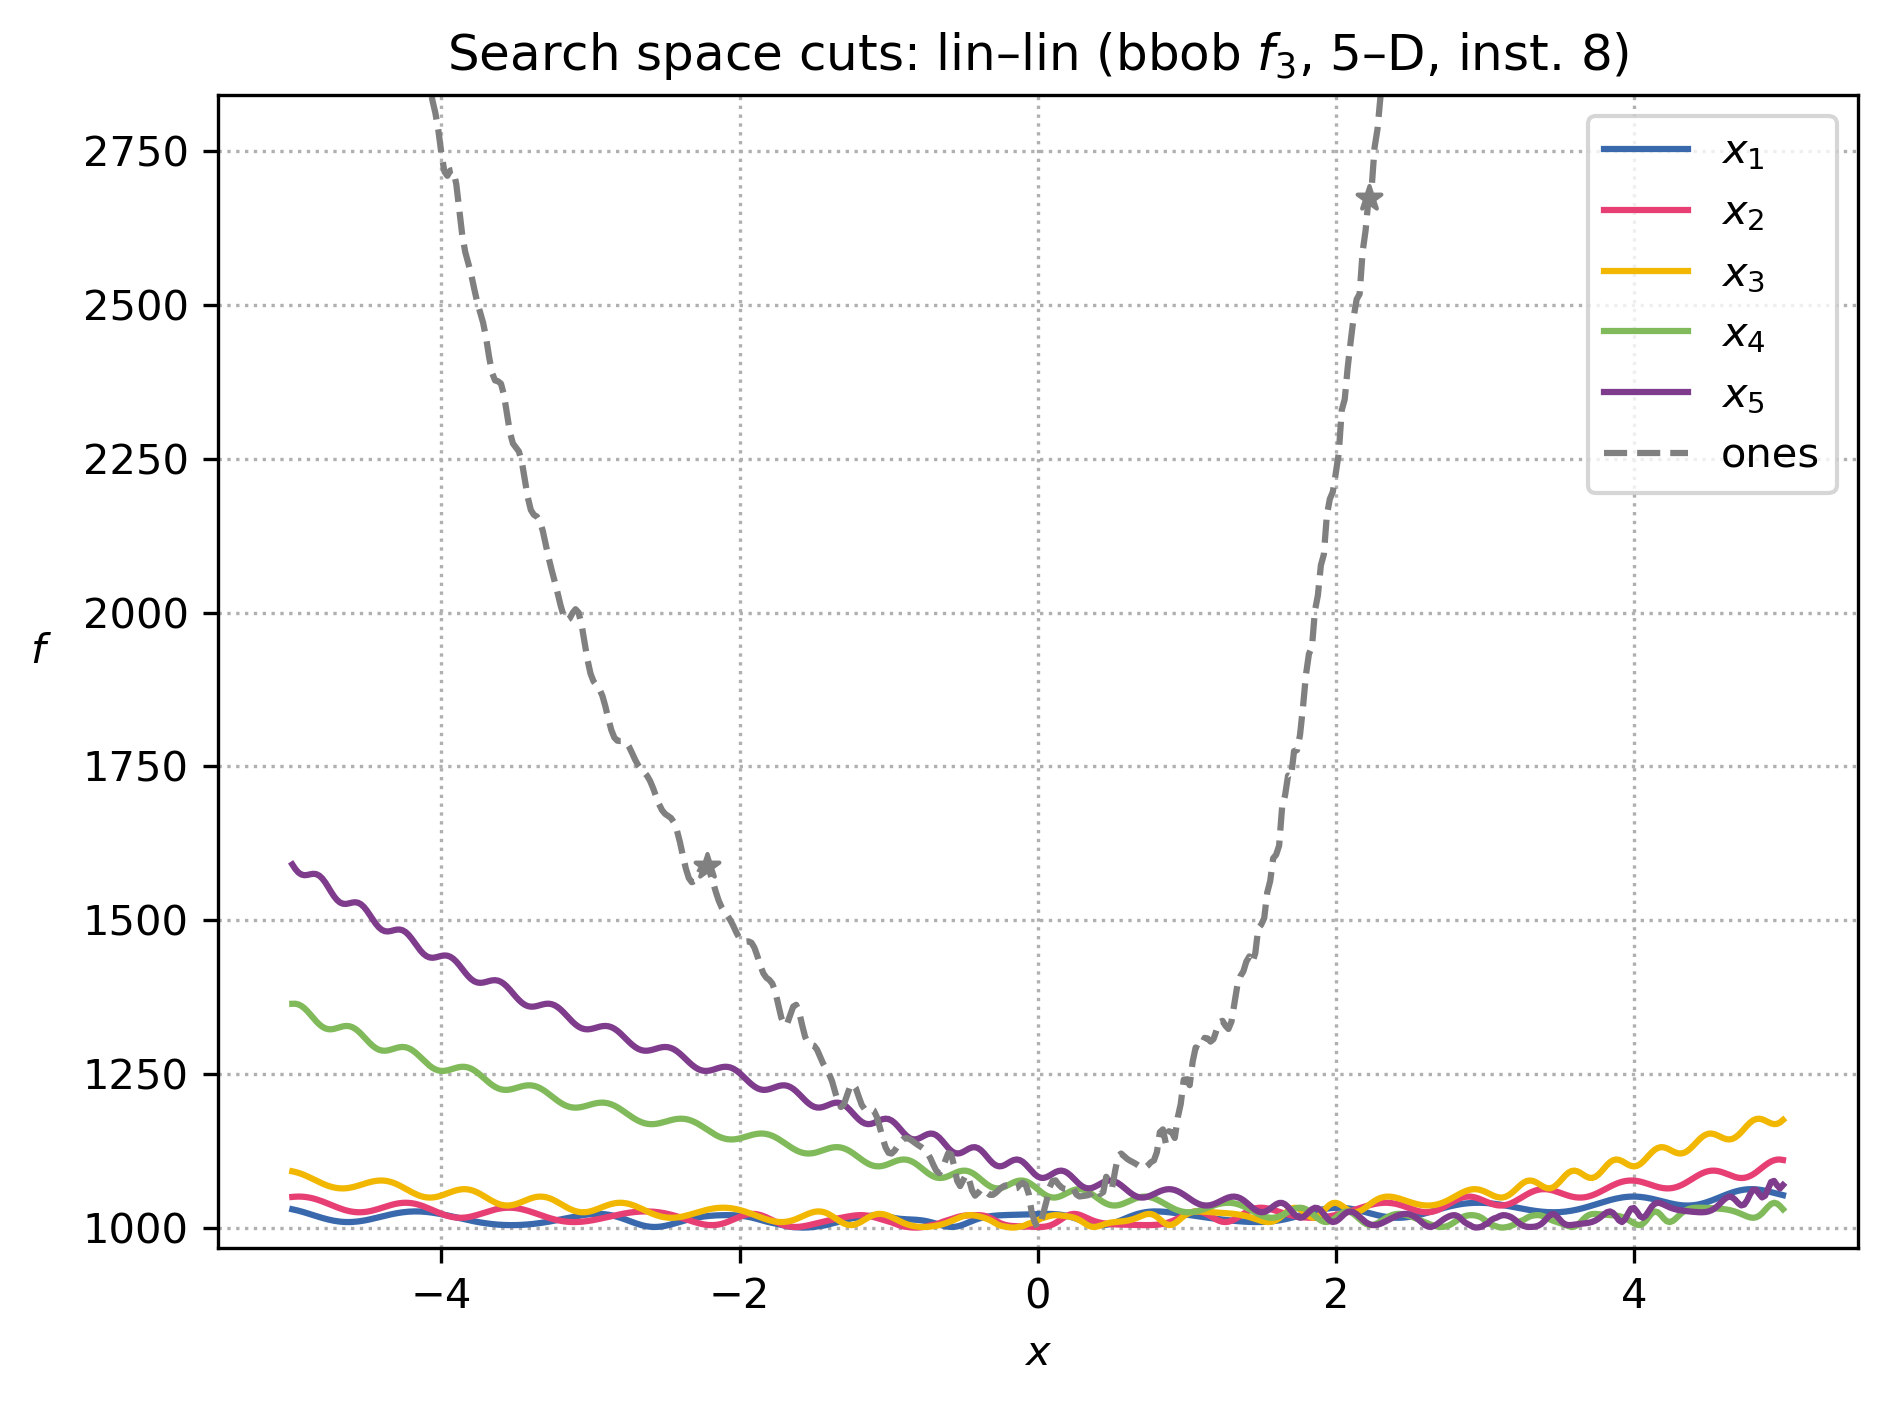 Search space cuts: lin–lin (bbob f₃, 5–D, inst. 8)
2750
2500
2250
2000
1750
1500
1250
1000
f
x₁
x₂
x₃
x₄
x₅
ones
−4 −2 0 2 4
x